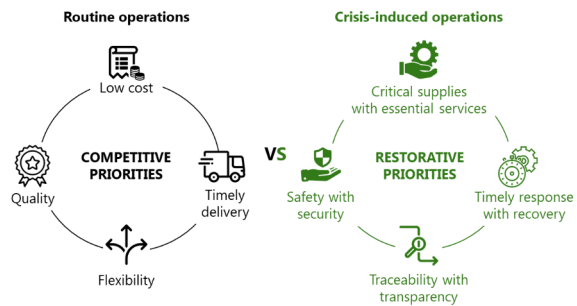 Routine operations
Low cost
COMPETITIVE
PRIORITIES
Quality
Timely
delivery
Flexibility
VS
Crisis-induced operations
Critical supplies
with essential services
RESTORATIVE
PRIORITIES
Safety with
security
Timely response
with recovery
Traceability with
transparency